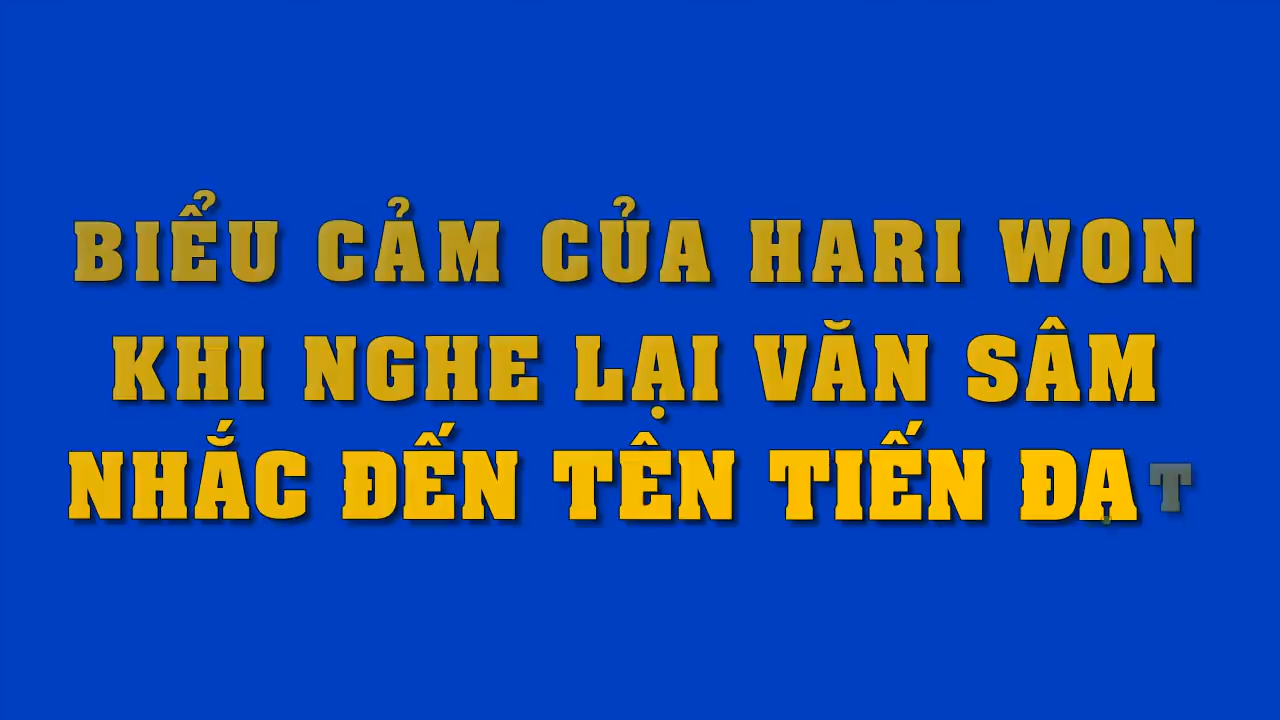 BIỂU CẢM CỦA HARI WON
KHI NGHE LẠI VĂN SÂM
NHẮC ĐẾN TÊN TIẾN ĐẠT